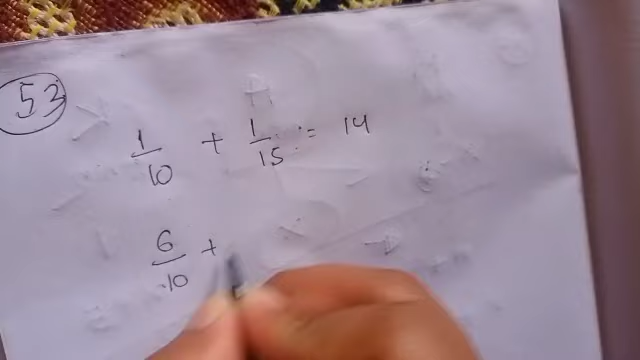 53
1/10 + 1/15 = 14
6/10 +